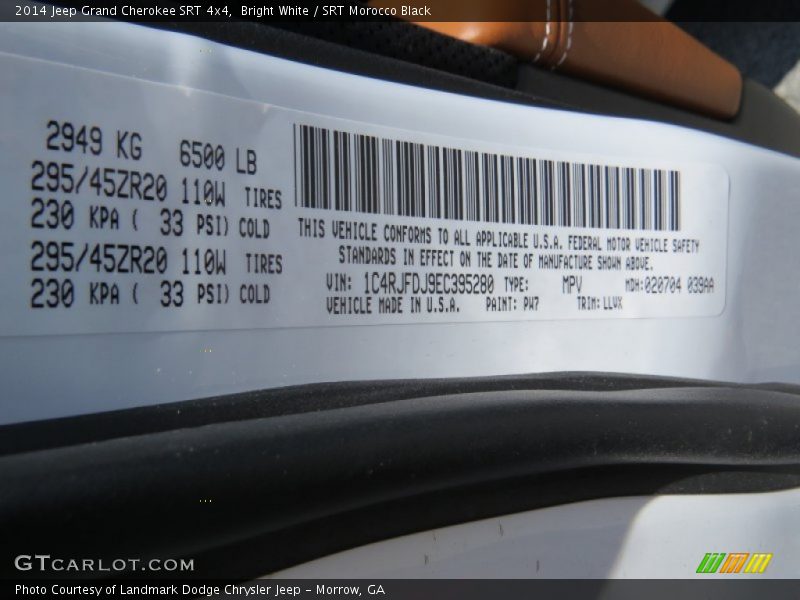 2014 Jeep Grand Cherokee SRT 4x4, Bright White / SRT Morocco Black
2949 KG 6500 LB
295/45ZR20 110W TIRES
230 KPA ( 33 PSI) COLD
295/45ZR20 110W TIRES
230 KPA ( 33 PSI) COLD
THIS VEHICLE CONFORMS TO ALL APPLICABLE U.S.A. FEDERAL MOTOR VEHICLE SAFETY
STANDARDS IN EFFECT ON THE DATE OF MANUFACTURE SHOWN ABOVE.
VIN: 1C4RJFDJ9EC395280 TYPE: MPV MDH:020704 039AA
VEHICLE MADE IN U.S.A. PAINT: PW7 TRIM: LLVX
GTCARLOT.COM
Photo Courtesy of Landmark Dodge Chrysler Jeep - Morrow, GA